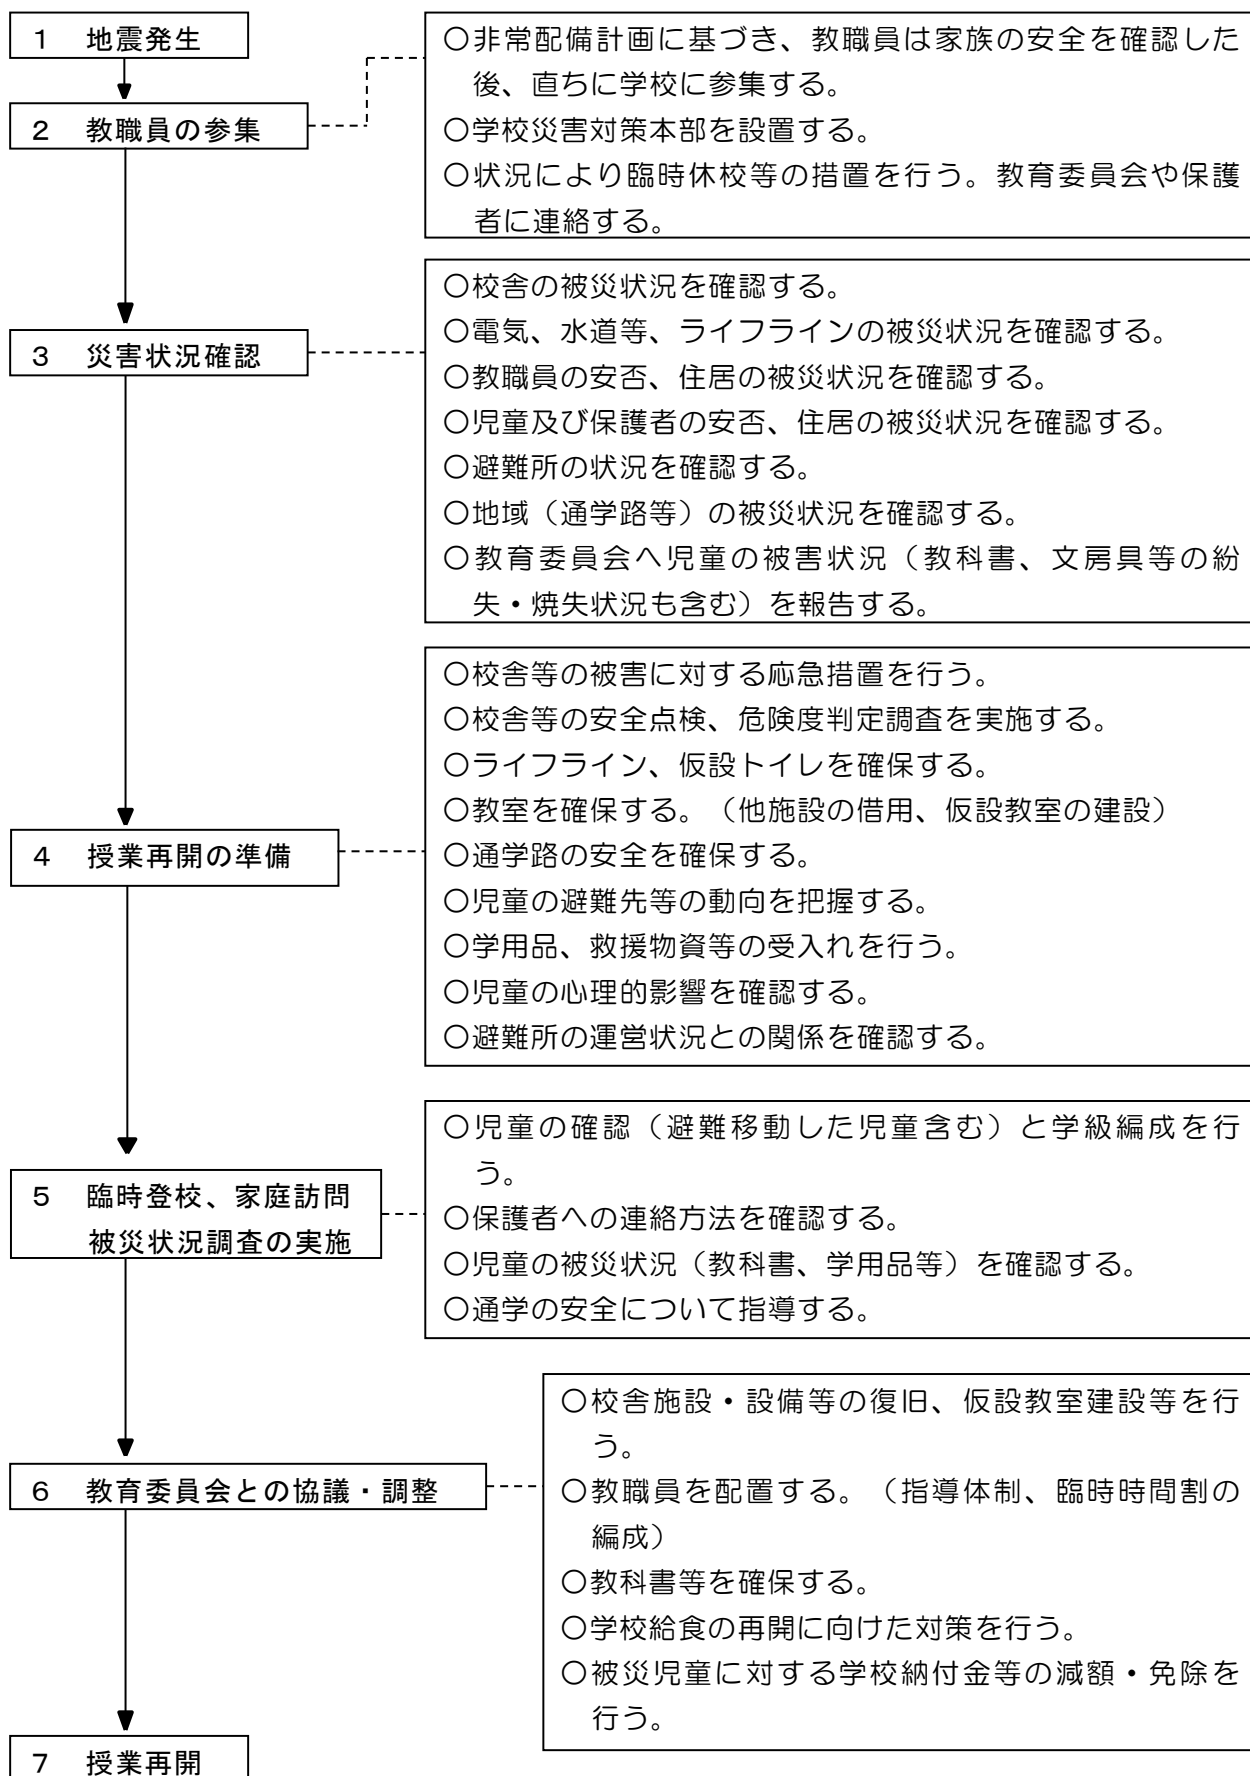 1 地震発生
2 教職員の参集
〇非常配備計画に基づき、教職員は家族の安全を確認した
後、直ちに学校に参集する。
〇学校災害対策本部を設置する。
〇状況により臨時休校等の措置を行う。教育委員会や保護
者に連絡する。
3 災害状況確認
〇校舎の被災状況を確認する。
〇電気、水道等、ライフラインの被災状況を確認する。
〇教職員の安否、住居の被災状況を確認する。
〇児童及び保護者の安否、住居の被災状況を確認する。
〇避難所の状況を確認する。
〇地域（通学路等）の被災状況を確認する。
〇教育委員会へ児童の被害状況（教科書、文房具等の紛
失・焼失状況も含む）を報告する。
4 授業再開の準備
〇校舎等の被害に対する応急措置を行う。
〇校舎等の安全点検、危険度判定調査を実施する。
〇ライフライン、仮設トイレを確保する。
〇教室を確保する。（他施設の借用、仮設教室の建設）
〇通学路の安全を確保する。
〇児童の避難先等の動向を把握する。
〇学用品、救援物資等の受入れを行う。
〇児童の心理的影響を確認する。
〇避難所の運営状況との関係を確認する。
5 臨時登校、家庭訪問
被災状況調査の実施
〇児童の確認（避難移動した児童含む）と学級編成を行
う。
〇保護者への連絡方法を確認する。
〇児童の被災状況（教科書、学用品等）を確認する。
〇通学の安全について指導する。
6 教育委員会との協議・調整
〇校舎施設・設備等の復旧、仮設教室建設等を行
う。
〇教職員を配置する。（指導体制、臨時時間割の
編成）
〇教科書等を確保する。
〇学校給食の再開に向けた対策を行う。
〇被災児童に対する学校納付金等の減額・免除を
行う。
7 授業再開